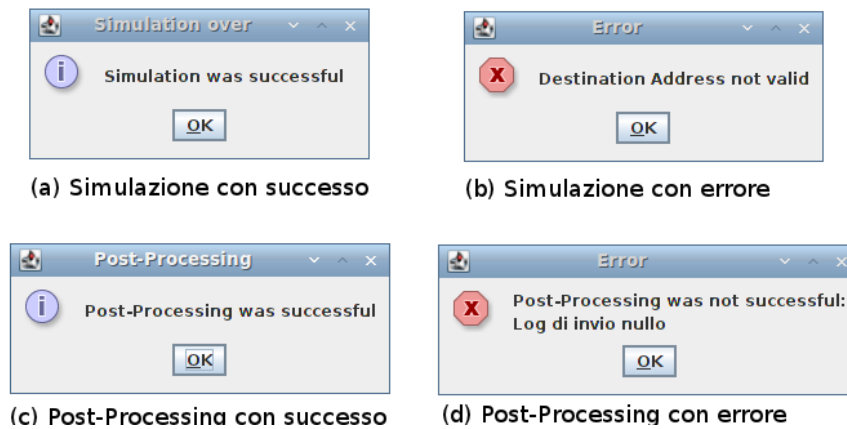 Simulation over
Simulation was successful
OK
(a) Simulazione con successo
Error
Destination Address not valid
OK
(b) Simulazione con errore
Post-Processing
Post-Processing was successful
OK
(c) Post-Processing con successo
Error
Post-Processing was not successful:
Log di invio nullo
OK
(d) Post-Processing con errore